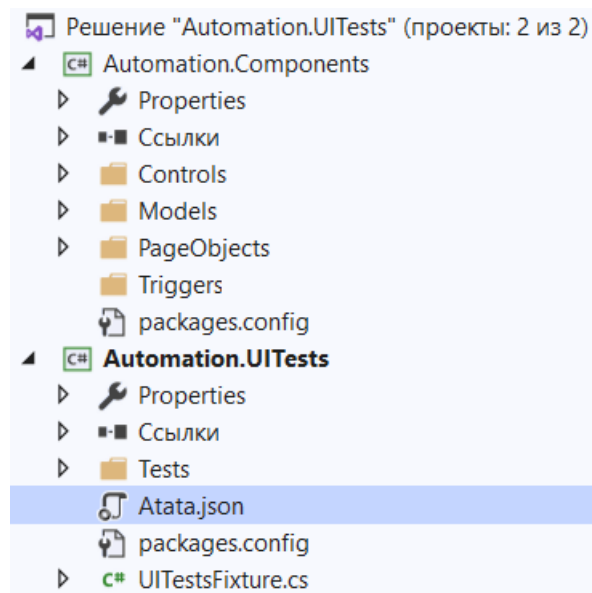 Решение "Automation.UITests" (проекты: 2 из 2)
C# Automation.Components
Properties
Ссылки
Controls
Models
PageObjects
Triggers
packages.config
C# Automation.UITests
Properties
Ссылки
Tests
Atata.json
packages.config
C# UITestsFixture.cs